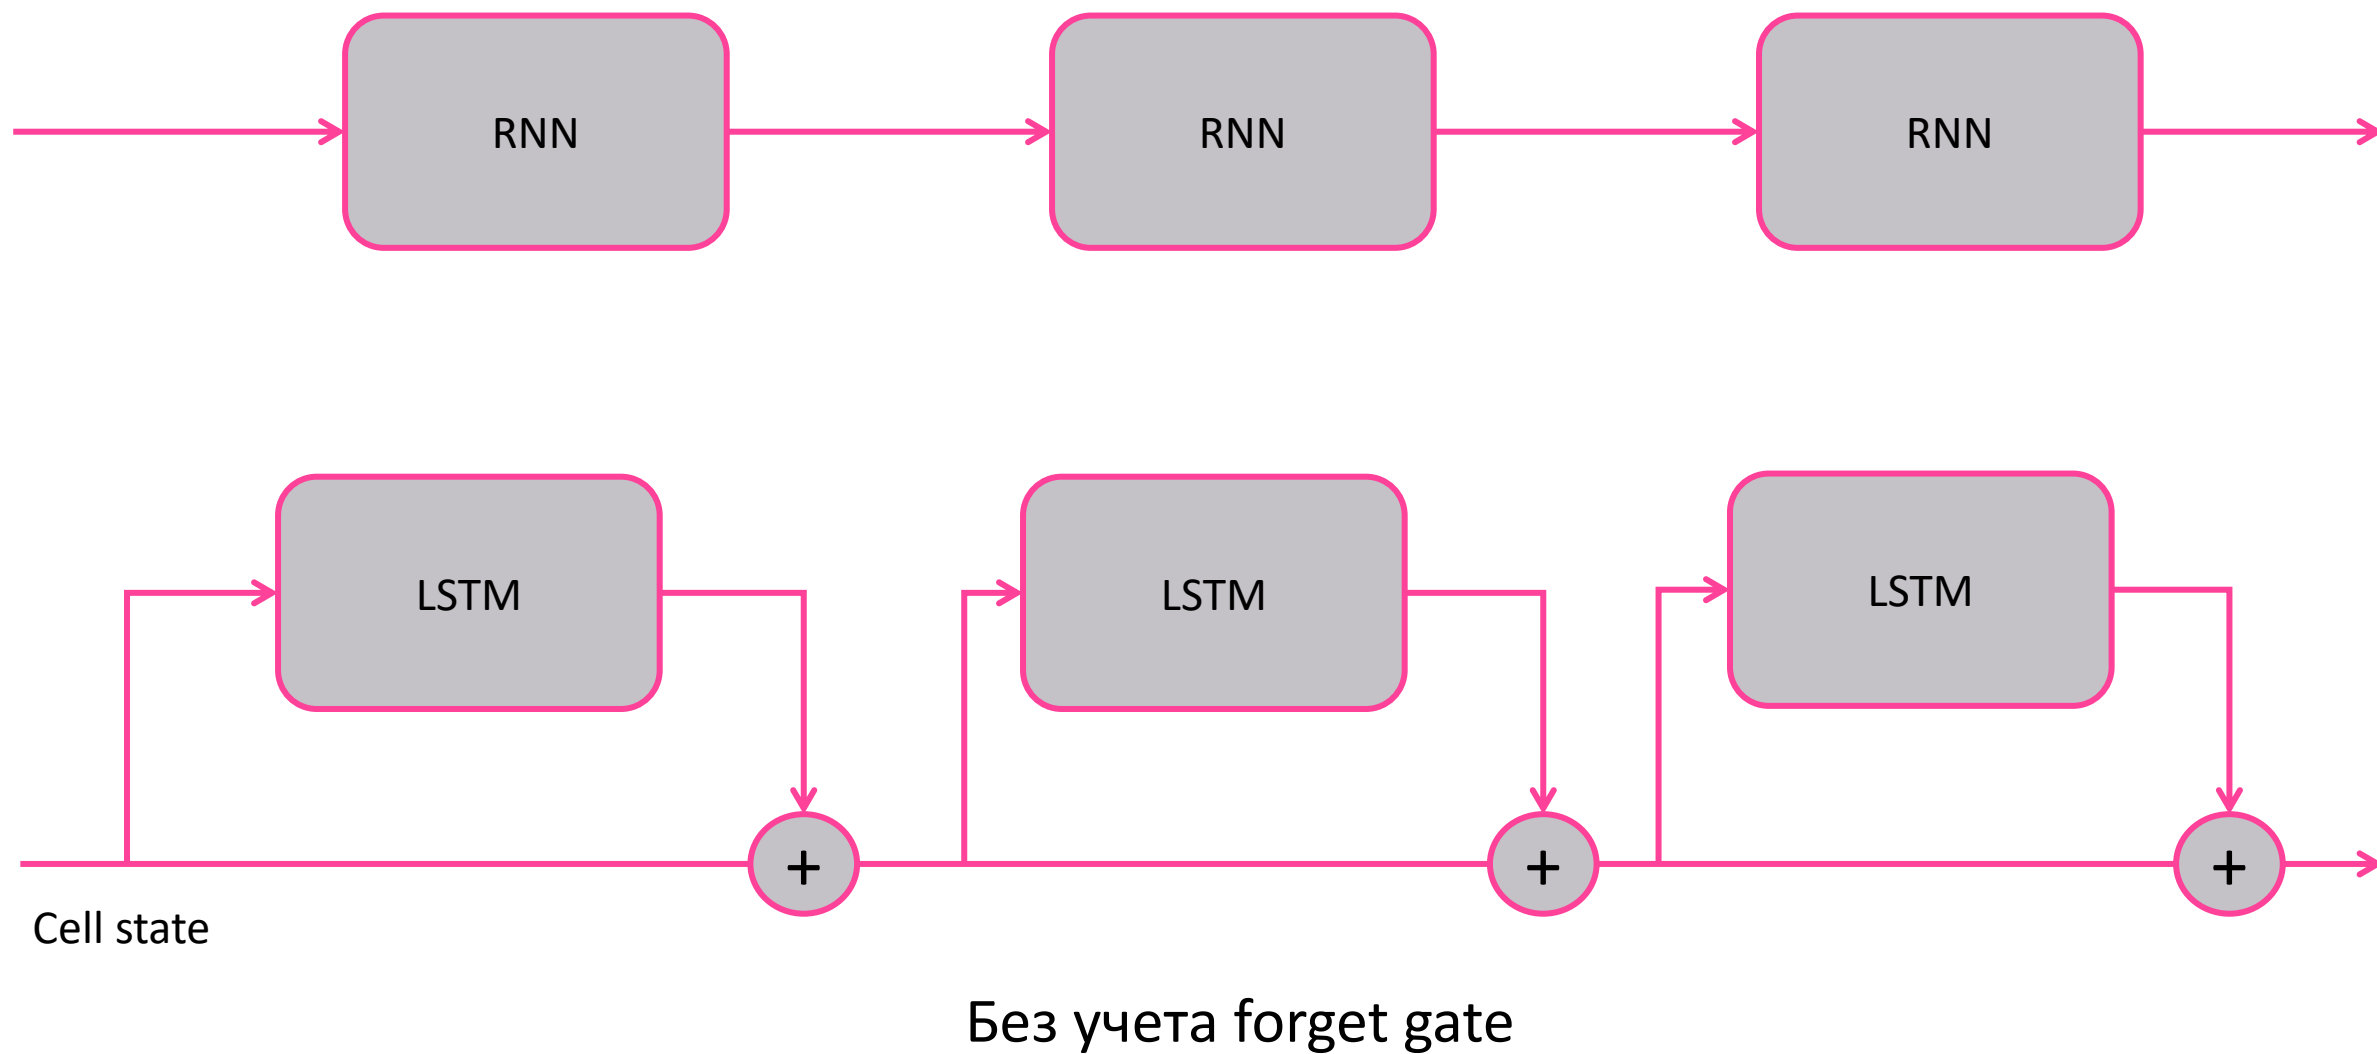 RNN
RNN
RNN
LSTM
LSTM
LSTM
+
+
+
Cell state
Без учета forget gate